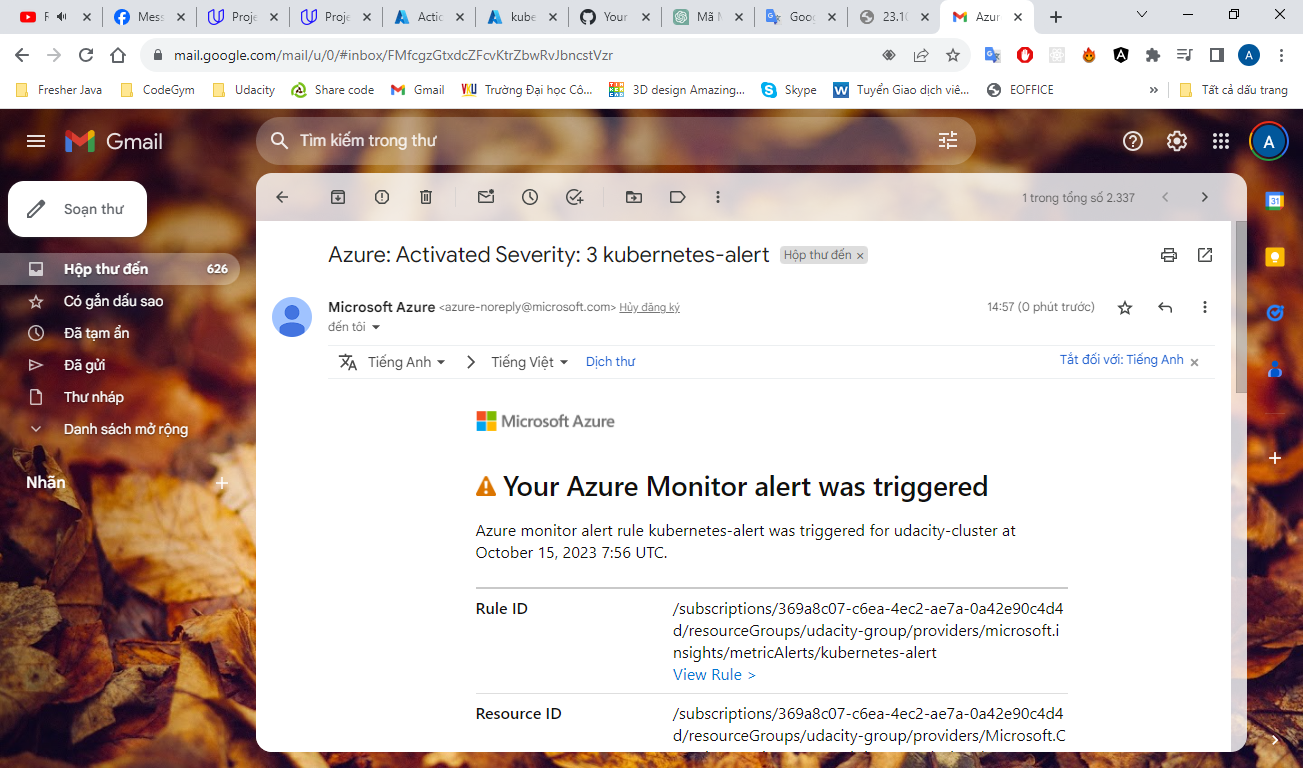 F
Mess
Proje
Proje
Actic
kube
Your
Mã M
Goo
23.1
Azur
mail.google.com/mail/u/0/#inbox/FMfcgzGtxdcZFcvKtrZbwRvJbncstVzr
A
Fresher Java
CodeGym
Udacity
Share code
Gmail
Trường Đại học Cô...
3D design Amazing...
Skype
Tuyển Giao dịch viê...
EOFFICE
»
Tất cả dấu trang
Gmail
Tìm kiếm trong thư
A
Soạn thư
1 trong tổng số 2.337
Hộp thư đến 626
Có gắn dấu sao
Đã tạm ẩn
Đã gửi
Thư nháp
Danh sách mở rộng
Nhãn
Azure: Activated Severity: 3 kubernetes-alert Hộp thư đến ×
Microsoft Azure <azure-noreply@microsoft.com> Hủy đăng ký 14:57 (0 phút trước)
đến tôi
Tiếng Anh > Tiếng Việt Dịch thư Tắt đối với: Tiếng Anh ×
Microsoft Azure
Your Azure Monitor alert was triggered
Azure monitor alert rule kubernetes-alert was triggered for udacity-cluster at
October 15, 2023 7:56 UTC.
Rule ID /subscriptions/369a8c07-c6ea-4ec2-ae7a-0a42e90c4d4
d/resourceGroups/udacity-group/providers/microsoft.i
nsights/metricAlerts/kubernetes-alert
View Rule >
Resource ID /subscriptions/369a8c07-c6ea-4ec2-ae7a-0a42e90c4d4
d/resourceGroups/udacity-group/providers/Microsoft.C
31